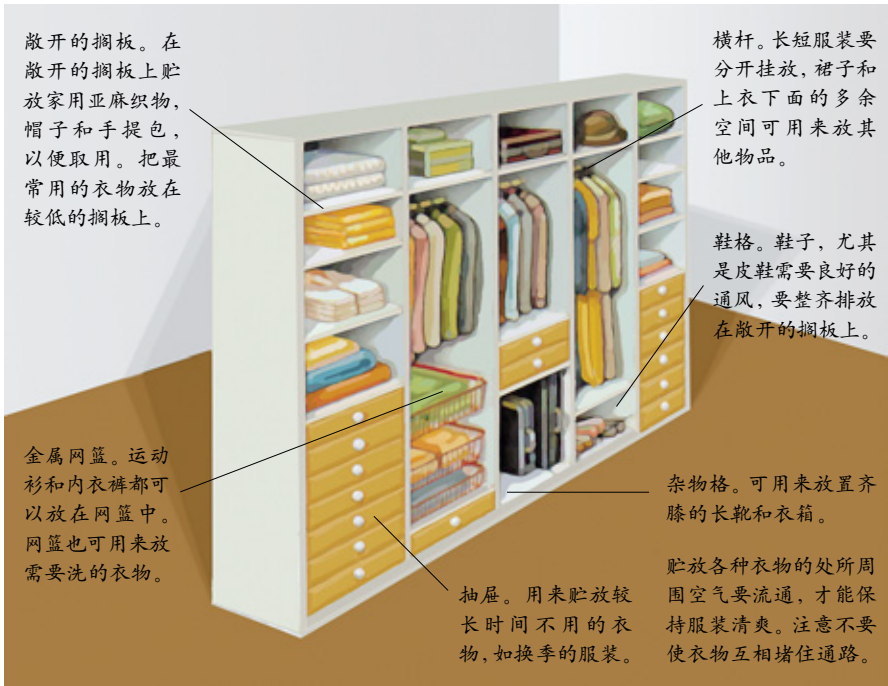 敞开的搁板。在
敞开的搁板上贮
放家用亚麻织物,
帽子和手提包,
以便取用。把最
常用的衣物放在
较低的搁板上。
横杆。长短服装要
分开挂放,裙子和
上衣下面的多余
空间可用来放其
他物品。
鞋格。鞋子,尤其
是皮鞋需要良好的
通风,要整齐排放
在敞开的搁板上。
金属网篮。运动
衫和内衣裤都可
以放在网篮中。
网篮也可用来放
需要洗的衣物。
抽屉。用来贮放较
长时间不用的衣
物,如换季的服装。
杂物格。可用来放置齐
膝的长靴和衣箱。
贮放各种衣物的处所周
围空气要流通,才能保
持服装清爽。注意不要
使衣物互相堵住通路。